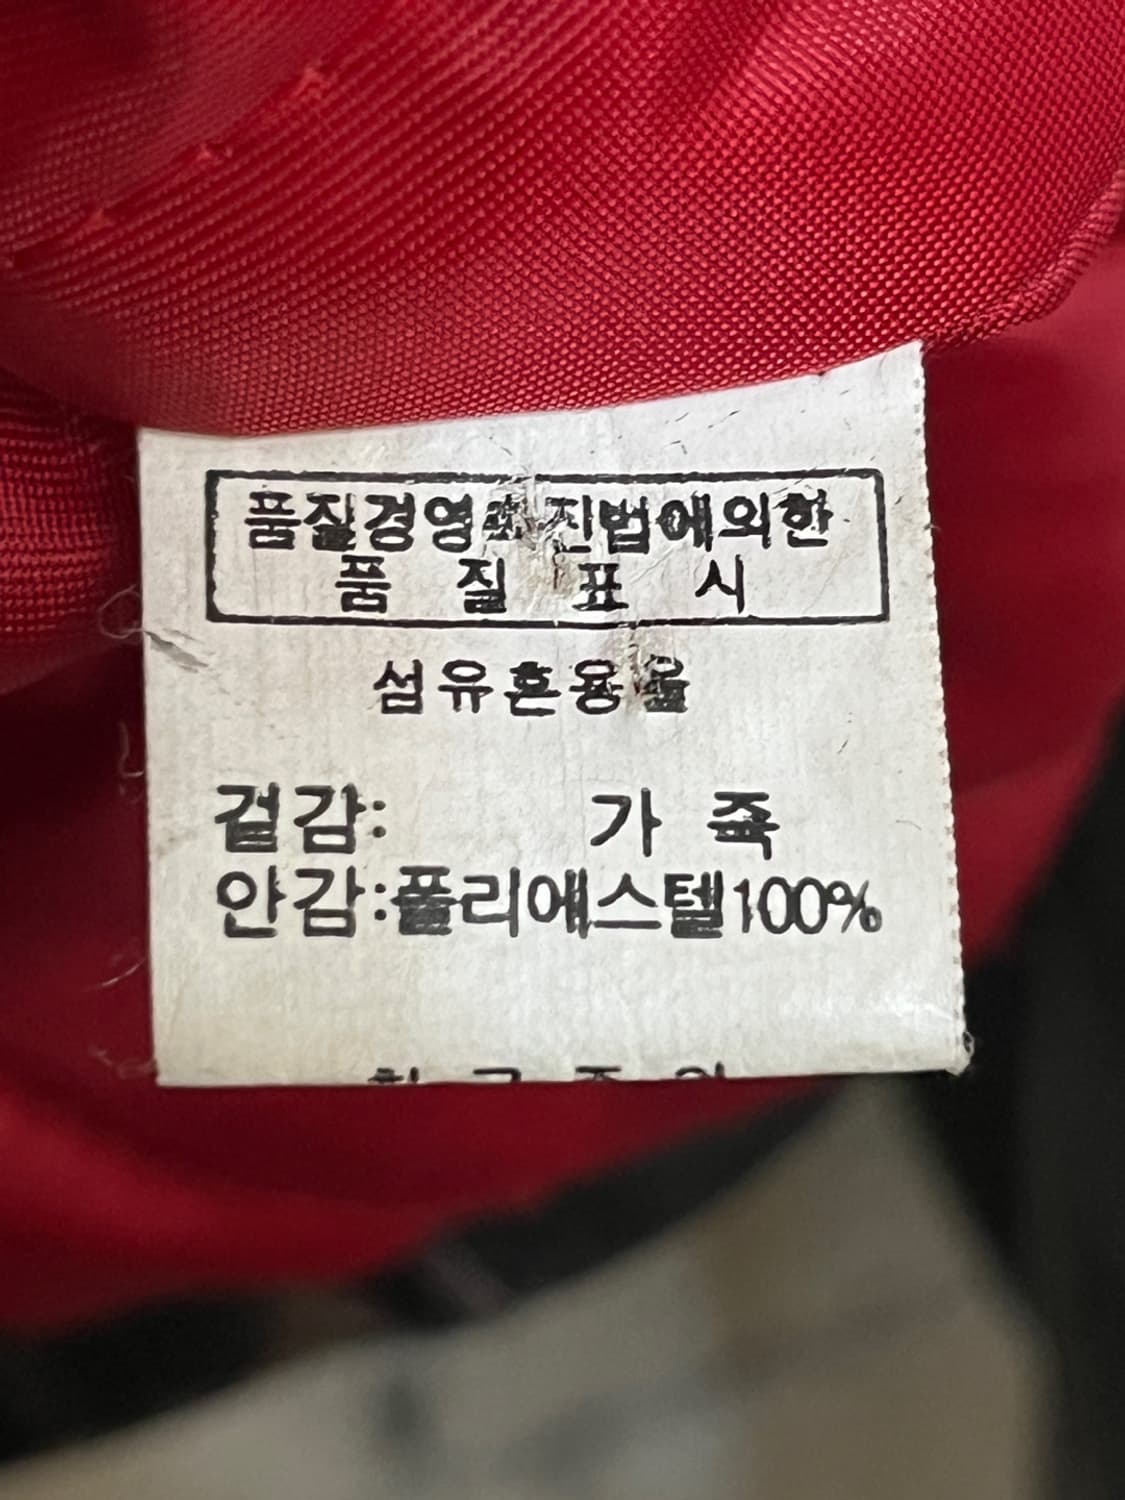 품질경영촉진법에의한
품 질 표 시
섬유혼용율
겉감: 가 죽
안감:폴리에스텔100%